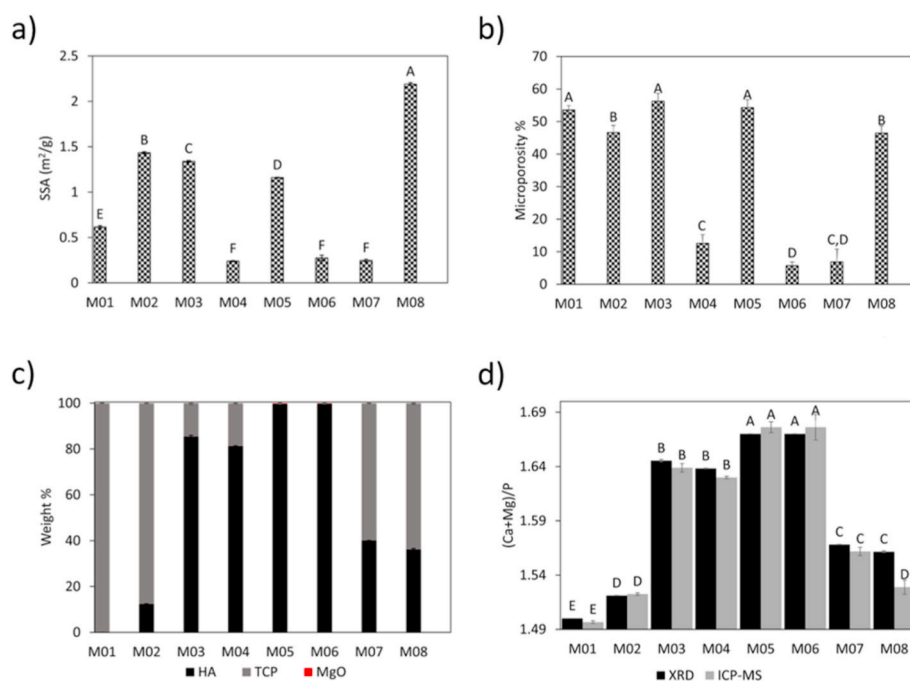 a)
2.5
2
1.5
1
0.5
0
SSA (m²/g)
E
B
C
F
D
F
F
A
M01 M02 M03 M04 M05 M06 M07 M08
b)
70
60
50
40
30
20
10
0
Microporosity %
A
B
A
C
A
D
C,D
B
M01 M02 M03 M04 M05 M06 M07 M08
c)
100
80
60
40
20
0
Weight %
M01 M02 M03 M04 M05 M06 M07 M08
HA TCP MgO
d)
1.69
1.64
1.59
1.54
1.49
(Ca+Mg)/P
E E
D D
B B
B B
A A
A A
C C
C D
M01 M02 M03 M04 M05 M06 M07 M08
XRD ICP-MS